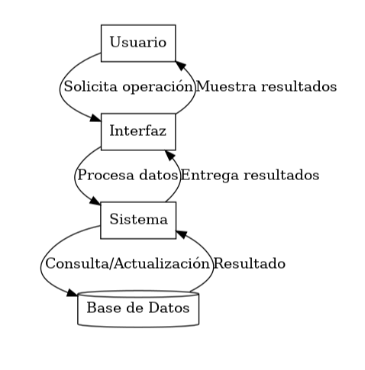 Usuario
Solicita operación
Muestra resultados
Interfaz
Procesa datos
Entrega resultados
Sistema
Consulta/Actualización
Resultado
Base de Datos